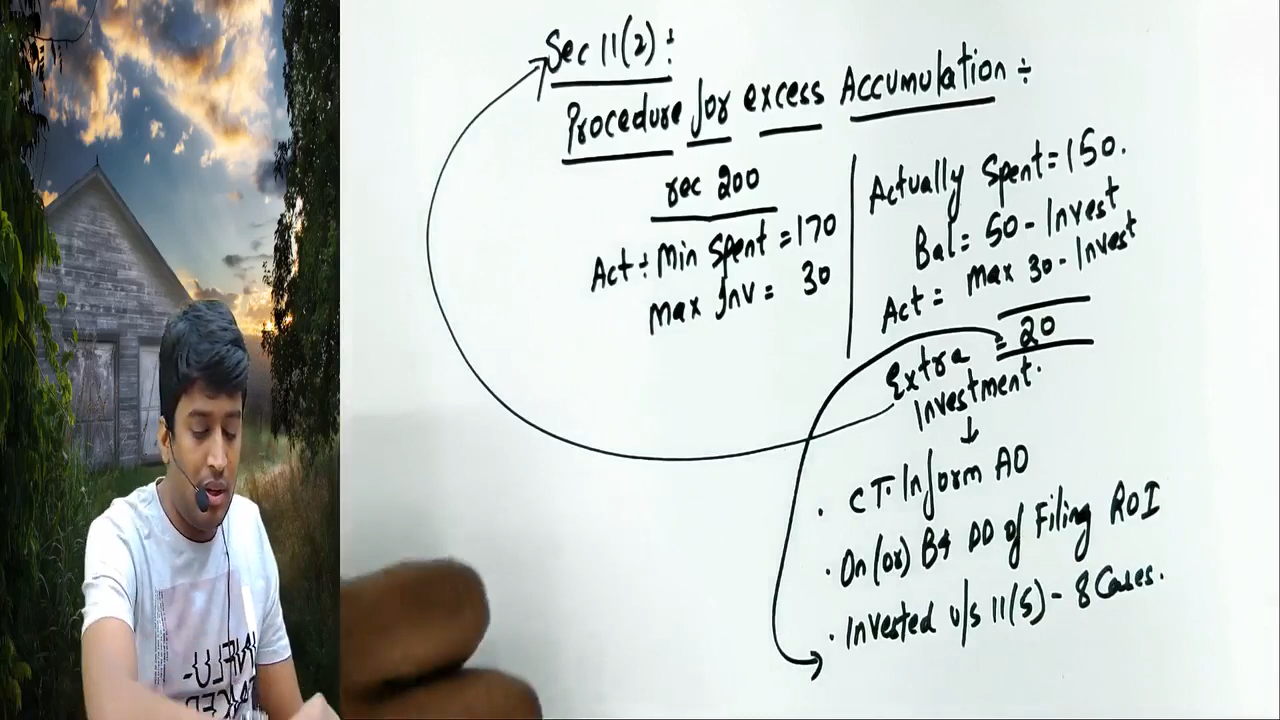 Sec 11(2) ÷
Procedure for excess Accumulation ÷
rec 200
Act ÷ Min Spent = 170
max Inv = 30
Actually Spent = 150.
Bal = 50 - Invest
Act = max 30 - Invest
Extra = 20
Investment.
↓
• CT. Inform AO
• On (or) B4 DD of Filing ROI
• Invested u/s 11(5) - 8 Cases.